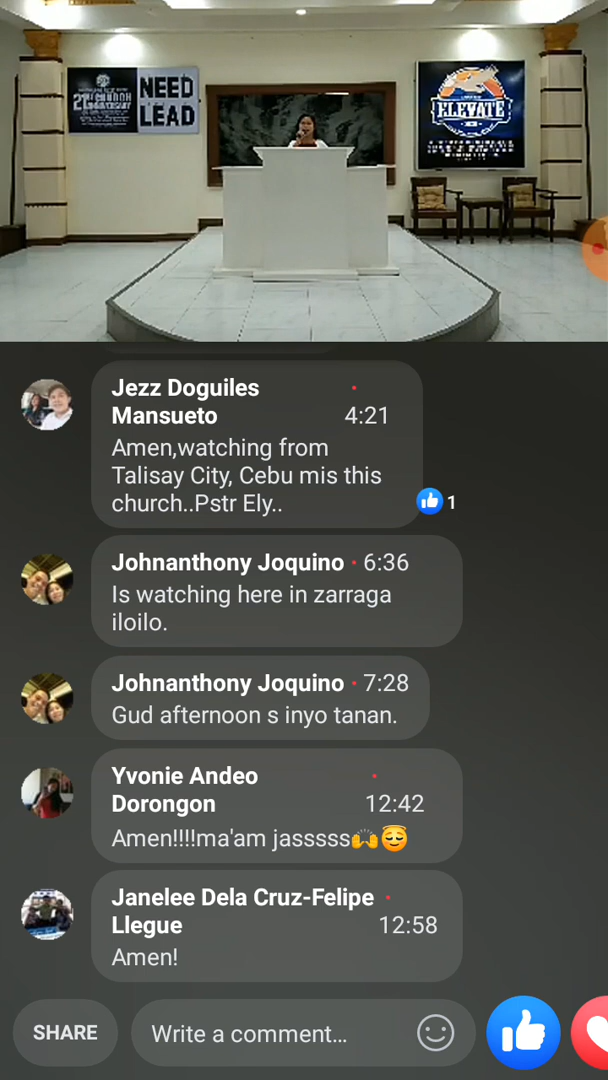 21st CHURCH
ANNIVERSARY
NEED
LEAD
ELEVATE
Jezz Doguiles
Mansueto
• 4:21
Amen,watching from
Talisay City, Cebu mis this
church..Pstr Ely..
1
Johnanthony Joquino • 6:36
Is watching here in zarraga
iloilo.
Johnanthony Joquino • 7:28
Gud afternoon s inyo tanan.
Yvonie Andeo
Dorongon
• 12:42
Amen!!!!ma'am jasssss🙌😇
Janelee Dela Cruz-Felipe
Llegue
• 12:58
Amen!
SHARE
Write a comment...